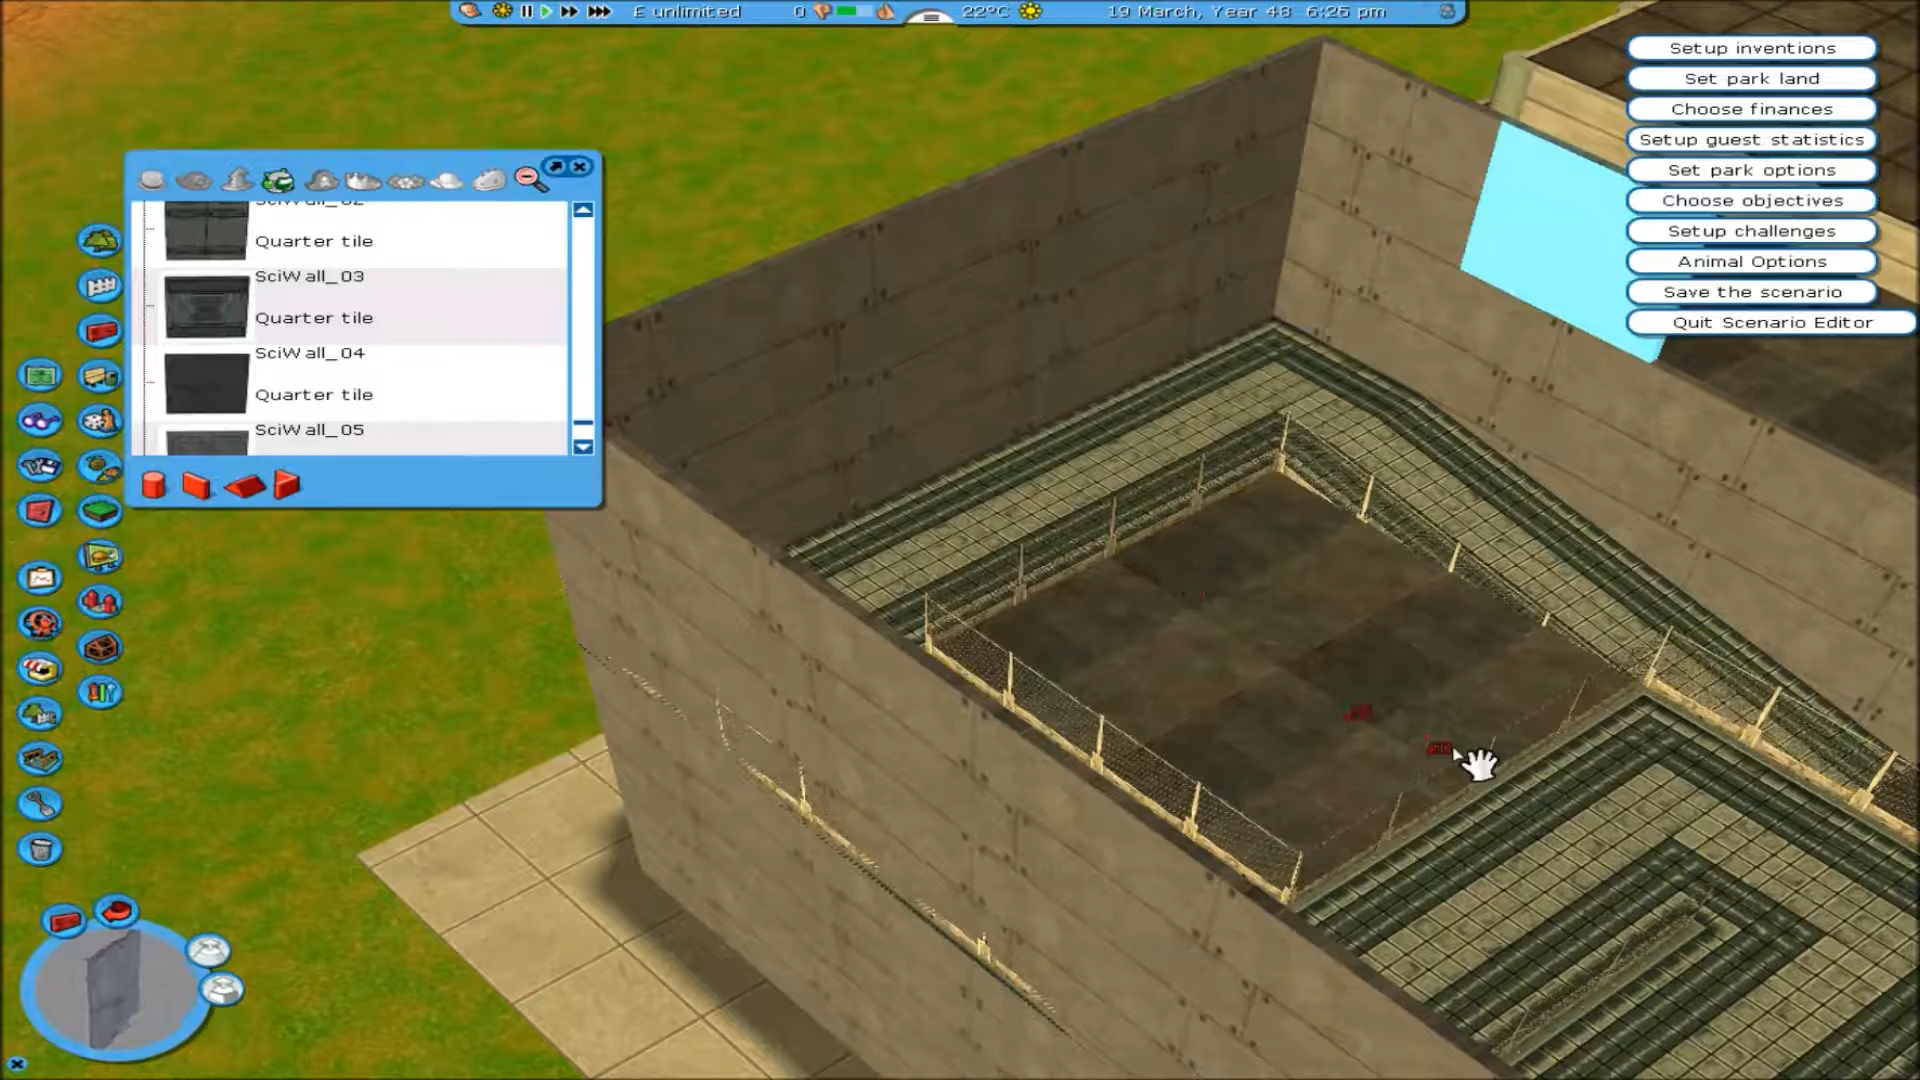 E unlimited
0
22°C
19 March, Year 48 6:25 pm
Setup inventions
Set park land
Choose finances
Setup guest statistics
Set park options
Choose objectives
Setup challenges
Animal Options
Save the scenario
Quit Scenario Editor
SciWall_02
Quarter tile
SciWall_03
Quarter tile
SciWall_04
Quarter tile
SciWall_05